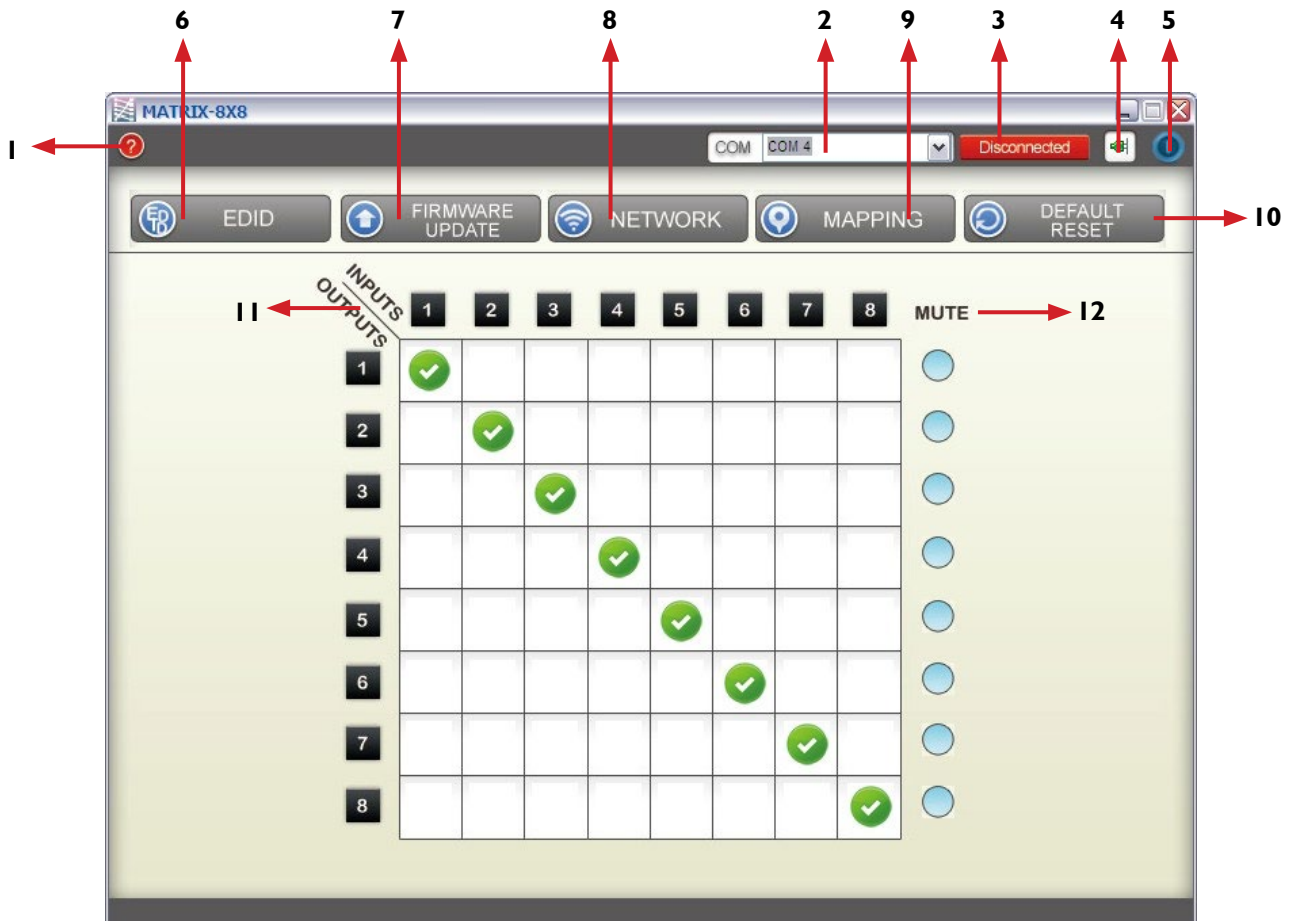 6 7 8 2 9 3 4 5
MATRIX-8X8
1 ?
COM COM 4 Disconnected
EDID EDID
FIRMWARE
UPDATE
NETWORK
MAPPING
DEFAULT
RESET
10
INPUTS
OUTPUTS
11
1 2 3 4 5 6 7 8 MUTE 12
1
2
3
4
5
6
7
8